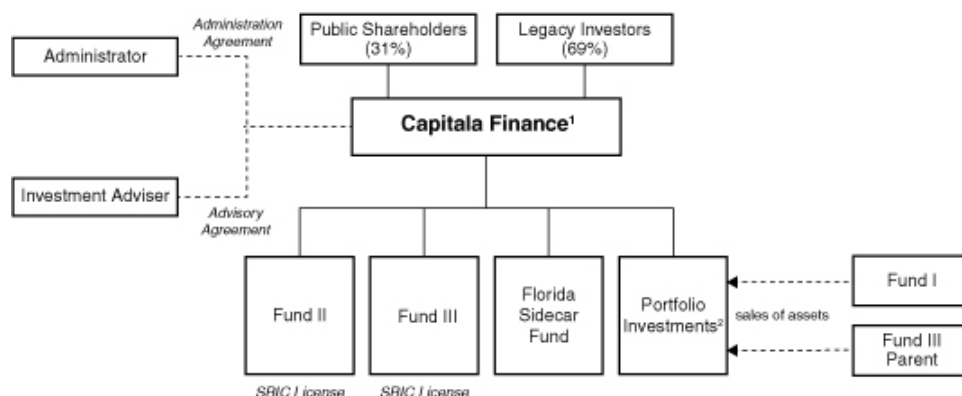 Administration
Agreement
Public Shareholders
(31%)
Legacy Investors
(69%)
Administrator
Capitala Finance¹
Investment Adviser
Advisory
Agreement
Fund II
Fund III
Florida
Sidecar
Fund
Portfolio
Investments²
sales of assets
Fund I
Fund III
Parent
SBIC License
SBIC License